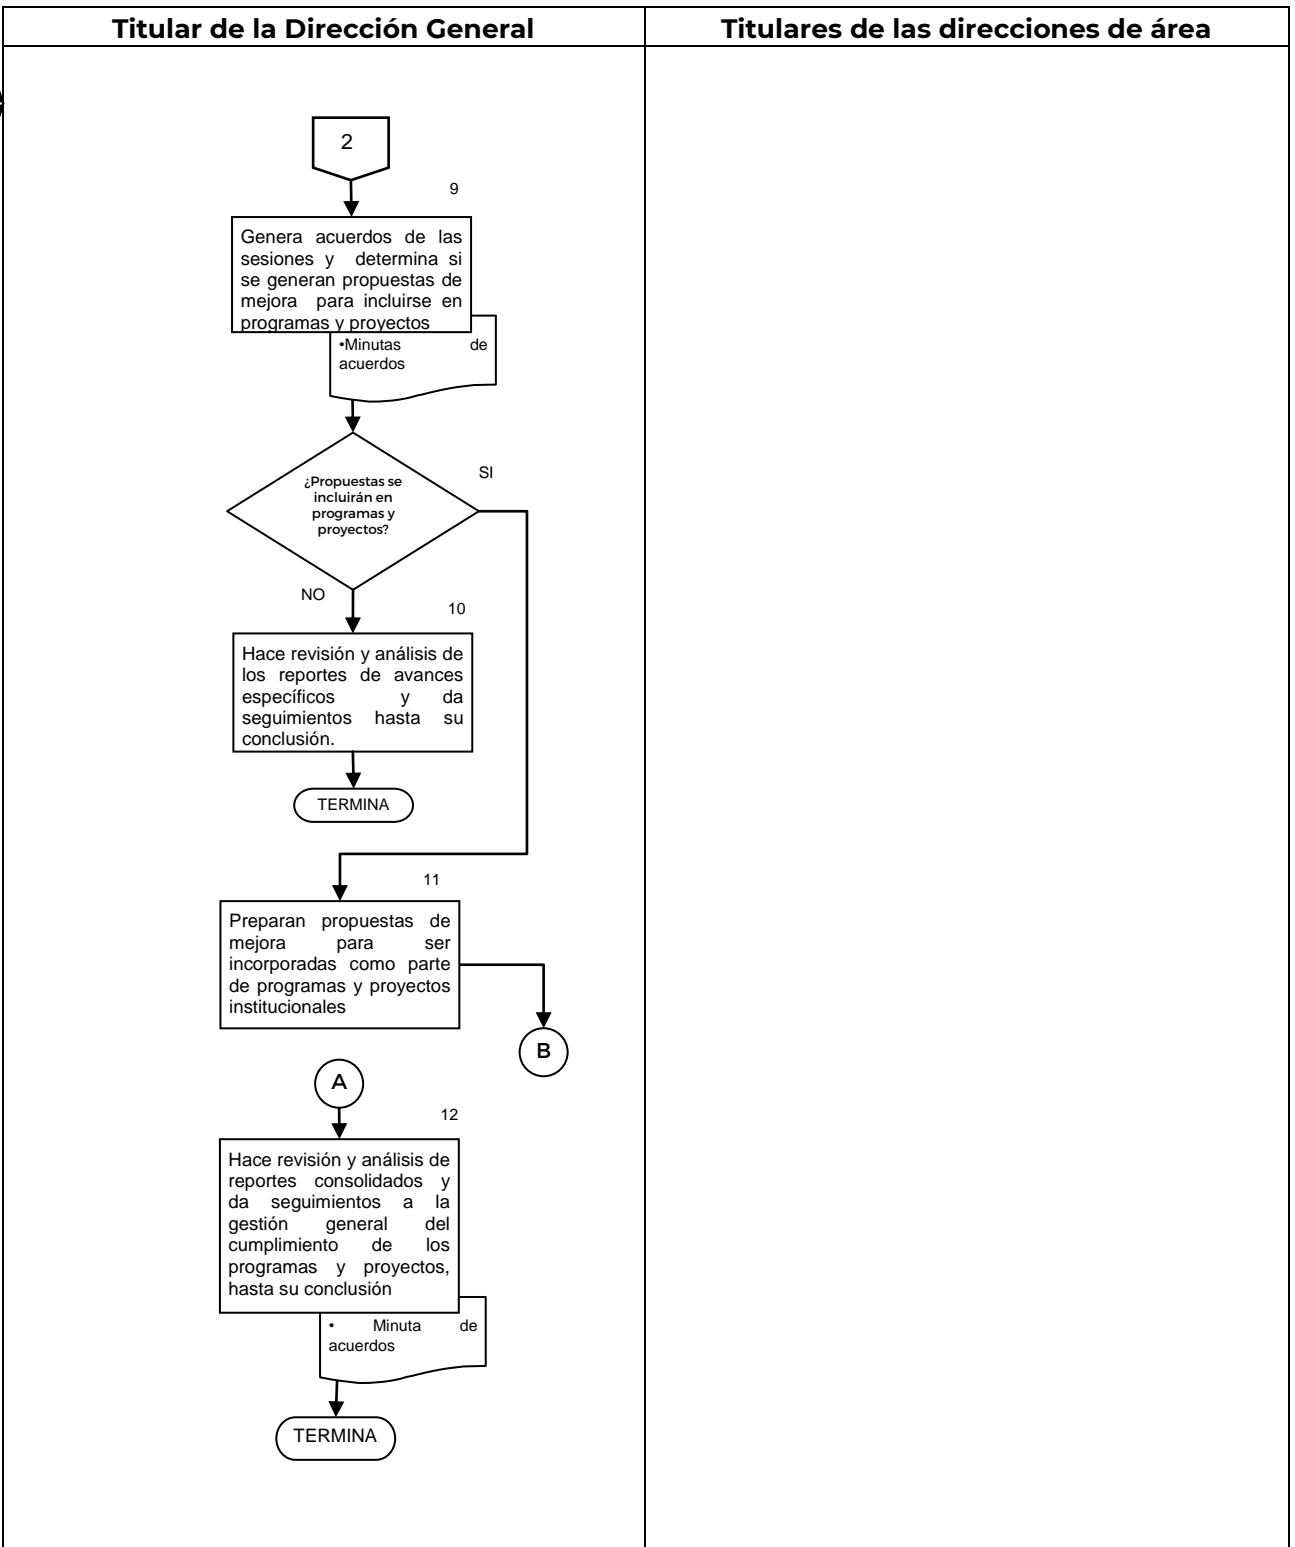 Titular de la Dirección General
Titulares de las direcciones de área
2
9
Genera acuerdos de las
sesiones y determina si
se generan propuestas de
mejora para incluirse en
programas y proyectos
•Minutas de
acuerdos
¿Propuestas se
incluirán en
programas y
proyectos?
SI
NO
10
Hace revisión y análisis de
los reportes de avances
específicos y da
seguimientos hasta su
conclusión.
TERMINA
11
Preparan propuestas de
mejora para ser
incorporadas como parte
de programas y proyectos
institucionales
B
A
12
Hace revisión y análisis de
reportes consolidados y
da seguimientos a la
gestión general del
cumplimiento de los
programas y proyectos,
hasta su conclusión
• Minuta de
acuerdos
TERMINA